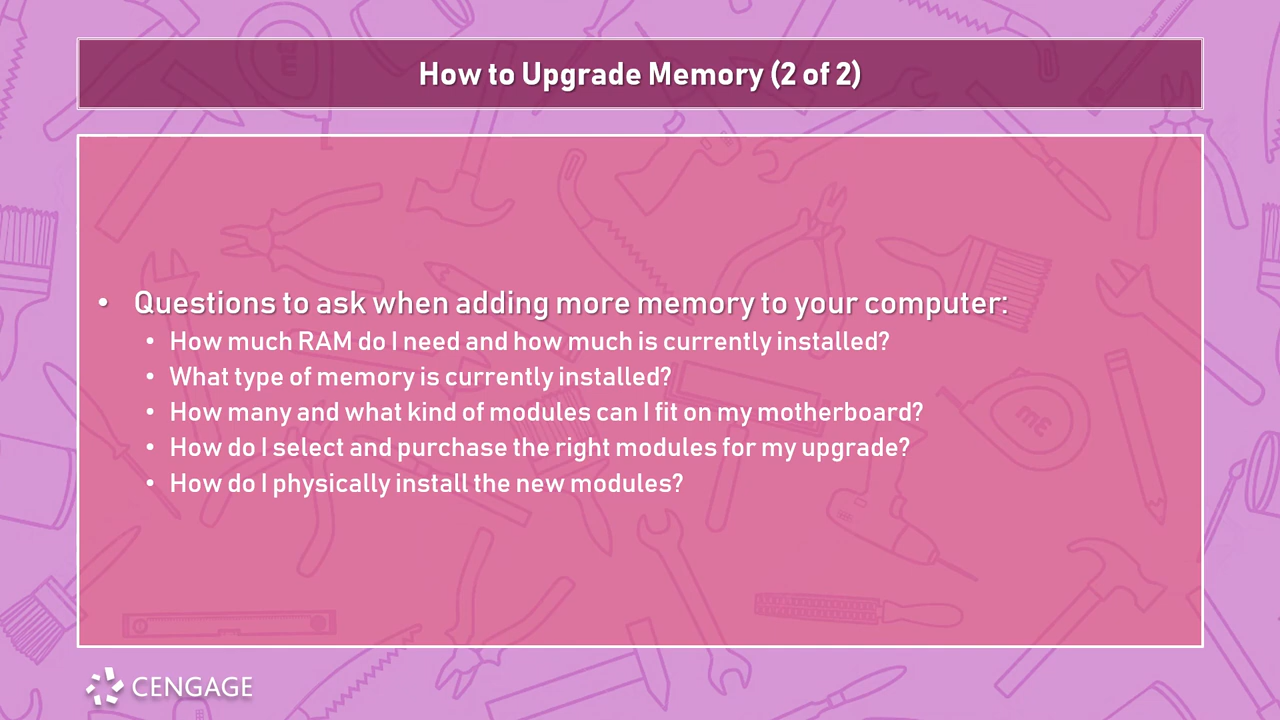 How to Upgrade Memory (2 of 2)
• Questions to ask when adding more memory to your computer:
• How much RAM do I need and how much is currently installed?
• What type of memory is currently installed?
• How many and what kind of modules can I fit on my motherboard?
• How do I select and purchase the right modules for my upgrade?
• How do I physically install the new modules?
CENGAGE